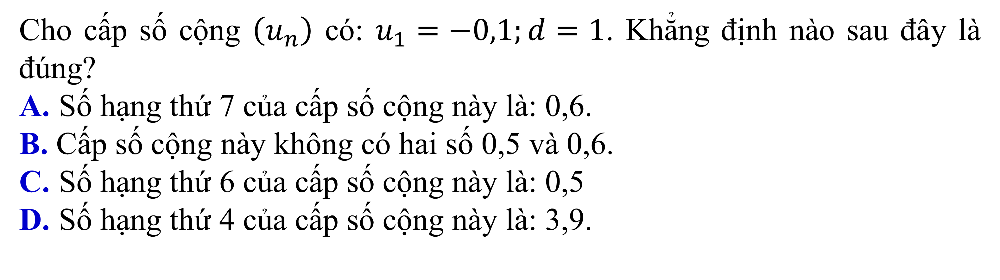 Cho cấp số cộng (uₙ) có: u₁ = −0,1; d = 1. Khẳng định nào sau đây là
đúng?
A. Số hạng thứ 7 của cấp số cộng này là: 0,6.
B. Cấp số cộng này không có hai số 0,5 và 0,6.
C. Số hạng thứ 6 của cấp số cộng này là: 0,5
D. Số hạng thứ 4 của cấp số cộng này là: 3,9.